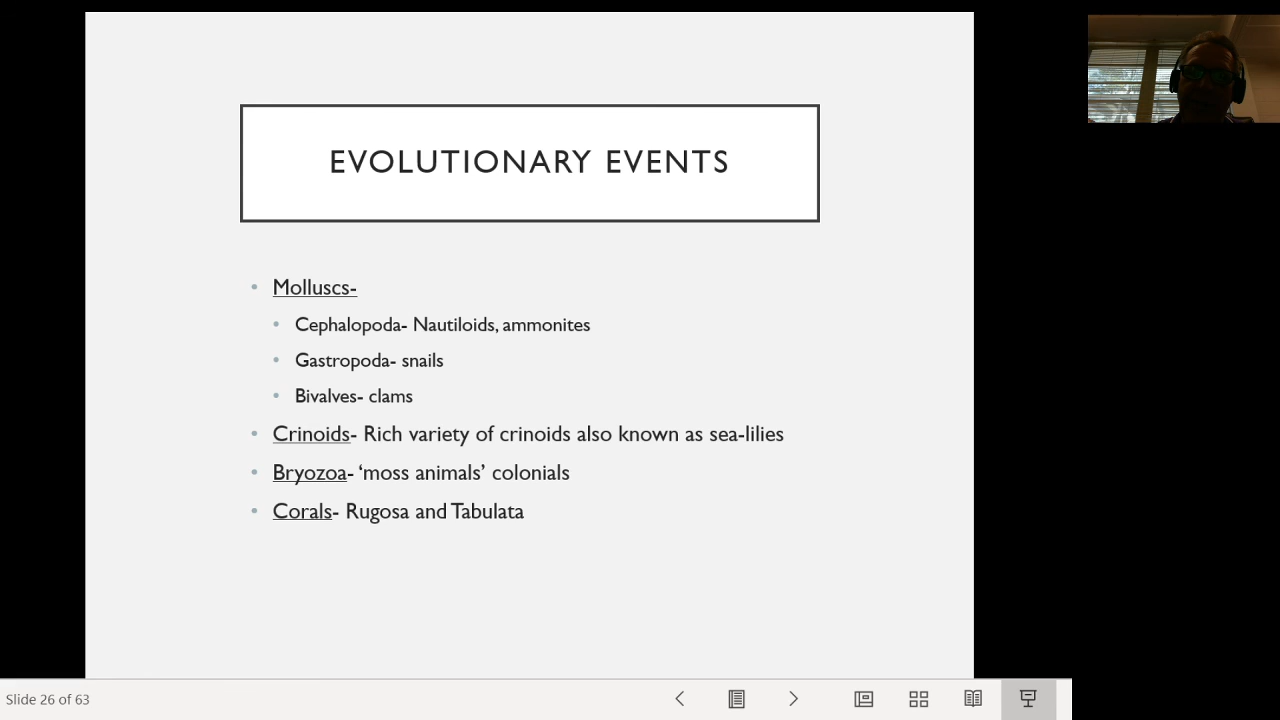 EVOLUTIONARY EVENTS
• Molluscs-
• Cephalopoda- Nautiloids, ammonites
• Gastropoda- snails
• Bivalves- clams
• Crinoids- Rich variety of crinoids also known as sea-lilies
• Bryozoa- ‘moss animals’ colonials
• Corals- Rugosa and Tabulata
Slide 26 of 63